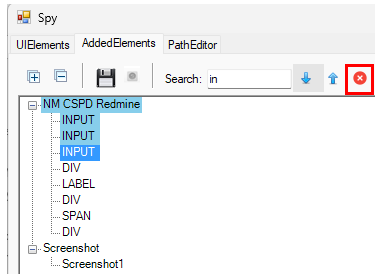 Spy
UIElements AddedElements PathEditor
Search: in
NM CSPD Redmine
INPUT
INPUT
INPUT
DIV
LABEL
DIV
SPAN
DIV
Screenshot
Screenshot1